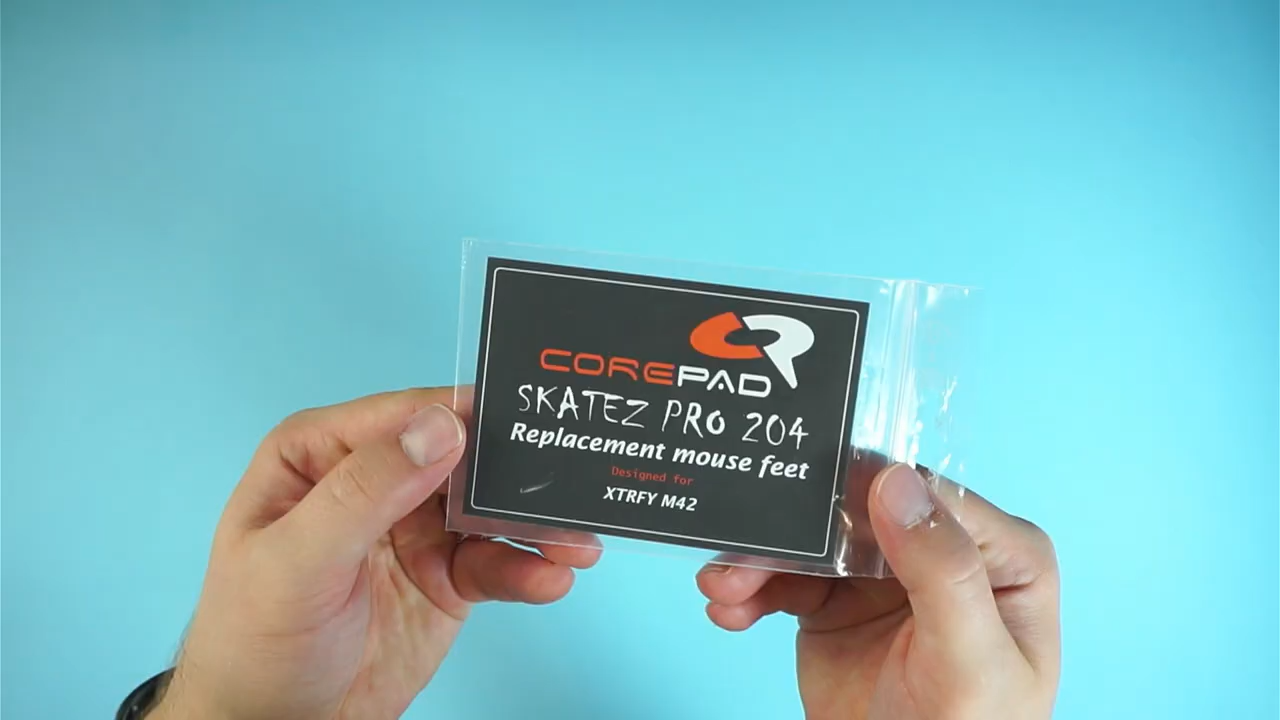 COREPAD
SKATEZ PRO 204
Replacement mouse feet
Designed for
XTRFY M42